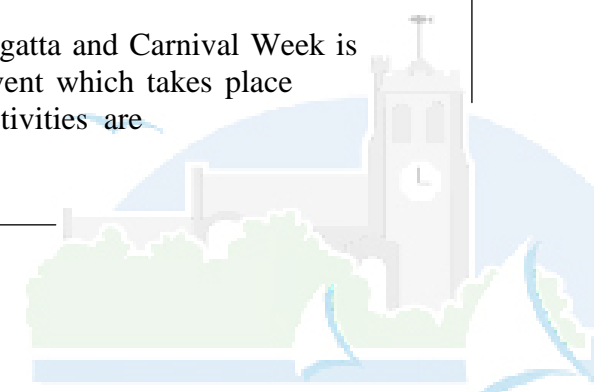 gatta and Carnival Week is
vent which takes place
tivities are